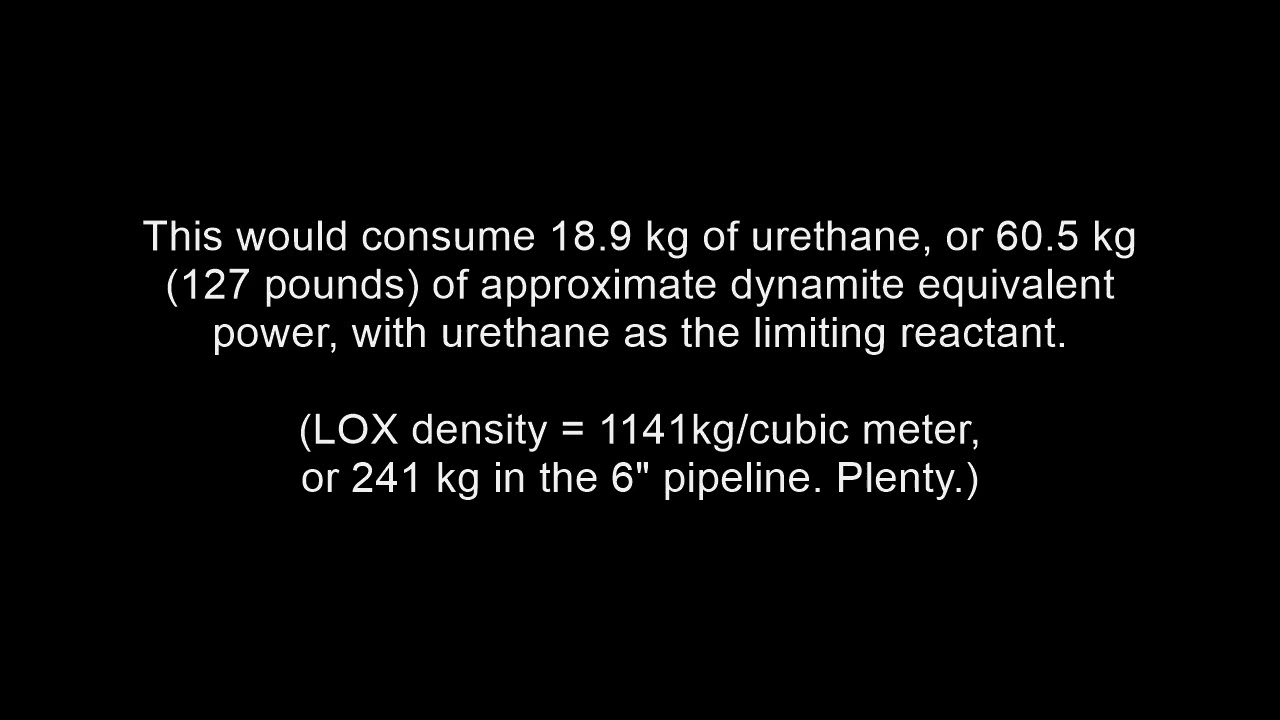 This would consume 18.9 kg of urethane, or 60.5 kg
(127 pounds) of approximate dynamite equivalent
power, with urethane as the limiting reactant.
(LOX density = 1141kg/cubic meter,
or 241 kg in the 6" pipeline. Plenty.)